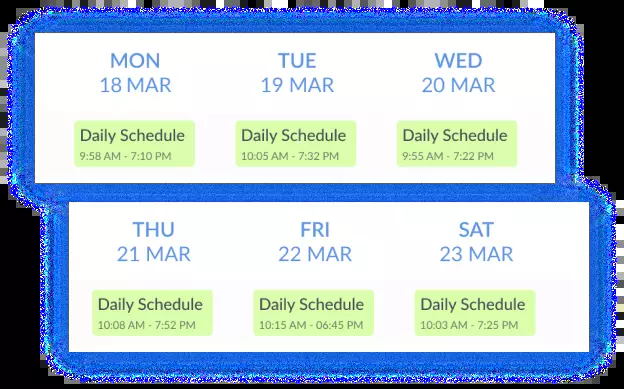 MON
18 MAR
Daily Schedule
9:58 AM - 7:10 PM
TUE
19 MAR
Daily Schedule
10:05 AM - 7:32 PM
WED
20 MAR
Daily Schedule
9:55 AM - 7:22 PM
THU
21 MAR
Daily Schedule
10:08 AM - 7:52 PM
FRI
22 MAR
Daily Schedule
10:15 AM - 06:45 PM
SAT
23 MAR
Daily Schedule
10:03 AM - 7:25 PM